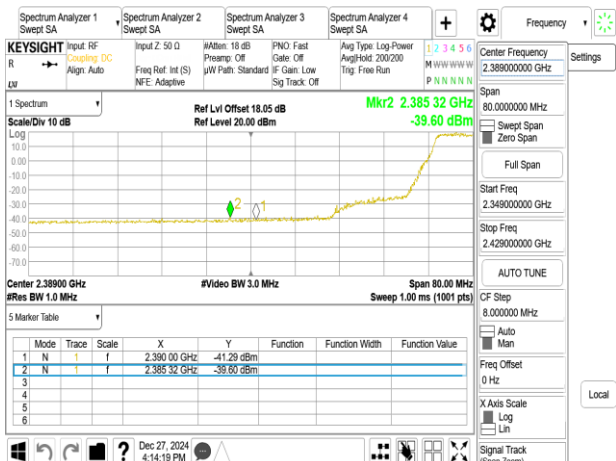 Spectrum Analyzer 1
Swept SA
Spectrum Analyzer 2
Swept SA
Spectrum Analyzer 3
Swept SA
Spectrum Analyzer 4
Swept SA
Frequency
KEYSIGHT
R
LXI
Input: RF
Coupling: DC
Align: Auto
Input Z: 50 Ω
Freq Ref: Int (S)
NFE: Adaptive
#Atten: 18 dB
Preamp: Off
µW Path: Standard
PNO: Fast
Gate: Off
IF Gain: Low
Sig Track: Off
Avg Type: Log-Power
Avg|Hold: 200/200
Trig: Free Run
1 2 3 4 5 6
M W W W W W
P N N N N N
1 Spectrum
Scale/Div 10 dB
Ref Lvl Offset 18.05 dB
Ref Level 20.00 dBm
Mkr2 2.385 32 GHz
-39.60 dBm
Log
10.0
0.00
-10.0
-20.0
-30.0
-40.0
-50.0
-60.0
-70.0
2
1
Center 2.38900 GHz
#Video BW 3.0 MHz
Span 80.00 MHz
#Res BW 1.0 MHz
Sweep 1.00 ms (1001 pts)
5 Marker Table
Mode Trace Scale X Y Function Function Width Function Value
1 N 1 f 2.390 00 GHz -41.29 dBm
2 N 1 f 2.385 32 GHz -39.60 dBm
3
4
5
6
?
Dec 27, 2024
4:14:19 PM
Center Frequency
2.389000000 GHz
Settings
Span
80.0000000 MHz
Swept Span
Zero Span
Full Span
Start Freq
2.349000000 GHz
Stop Freq
2.429000000 GHz
AUTO TUNE
CF Step
8.000000 MHz
Auto
Man
Freq Offset
0 Hz
X Axis Scale
Log
Lin
Local
Signal Track
(Span Zoom)